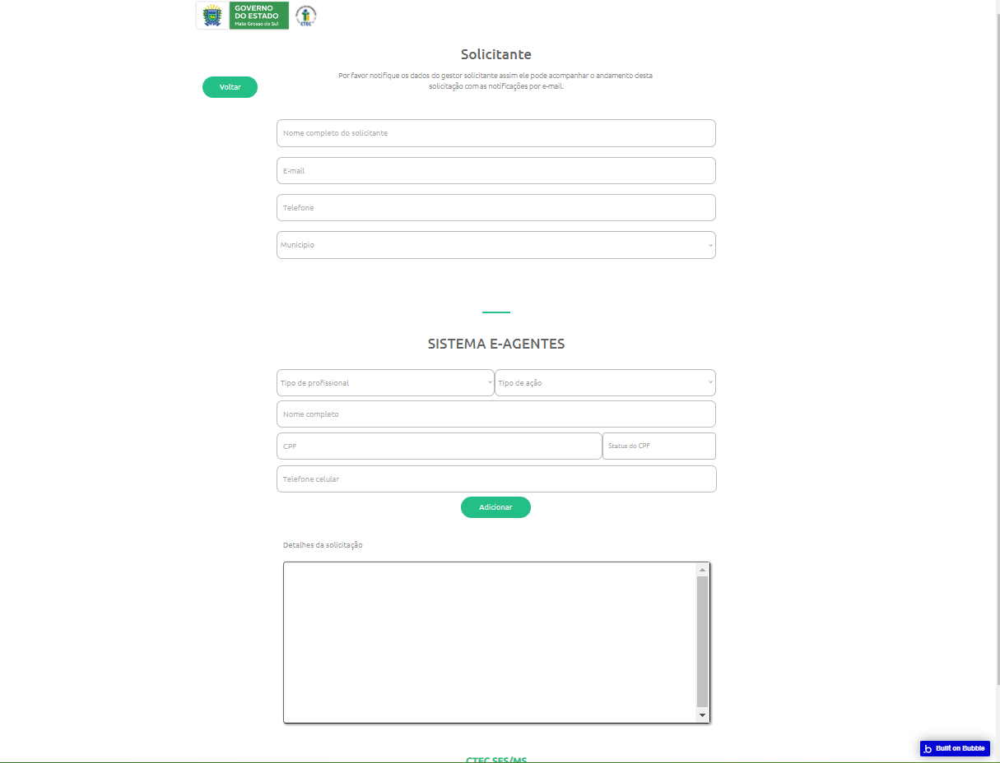 GOVERNO
DO ESTADO
Mato Grosso do Sul
CTEC
Solicitante
Por favor notifique os dados do gestor solicitante assim ele pode acompanhar o andamento desta
solicitação com as notificações por e-mail.
Voltar
Nome completo do solicitante
E-mail
Telefone
Municipio
SISTEMA E-AGENTES
Tipo de profissional
Tipo de ação
Nome completo
CPF
Status do CPF
Telefone celular
Adicionar
Detalhes da solicitação
Built on Bubble
CTEC SES/MS